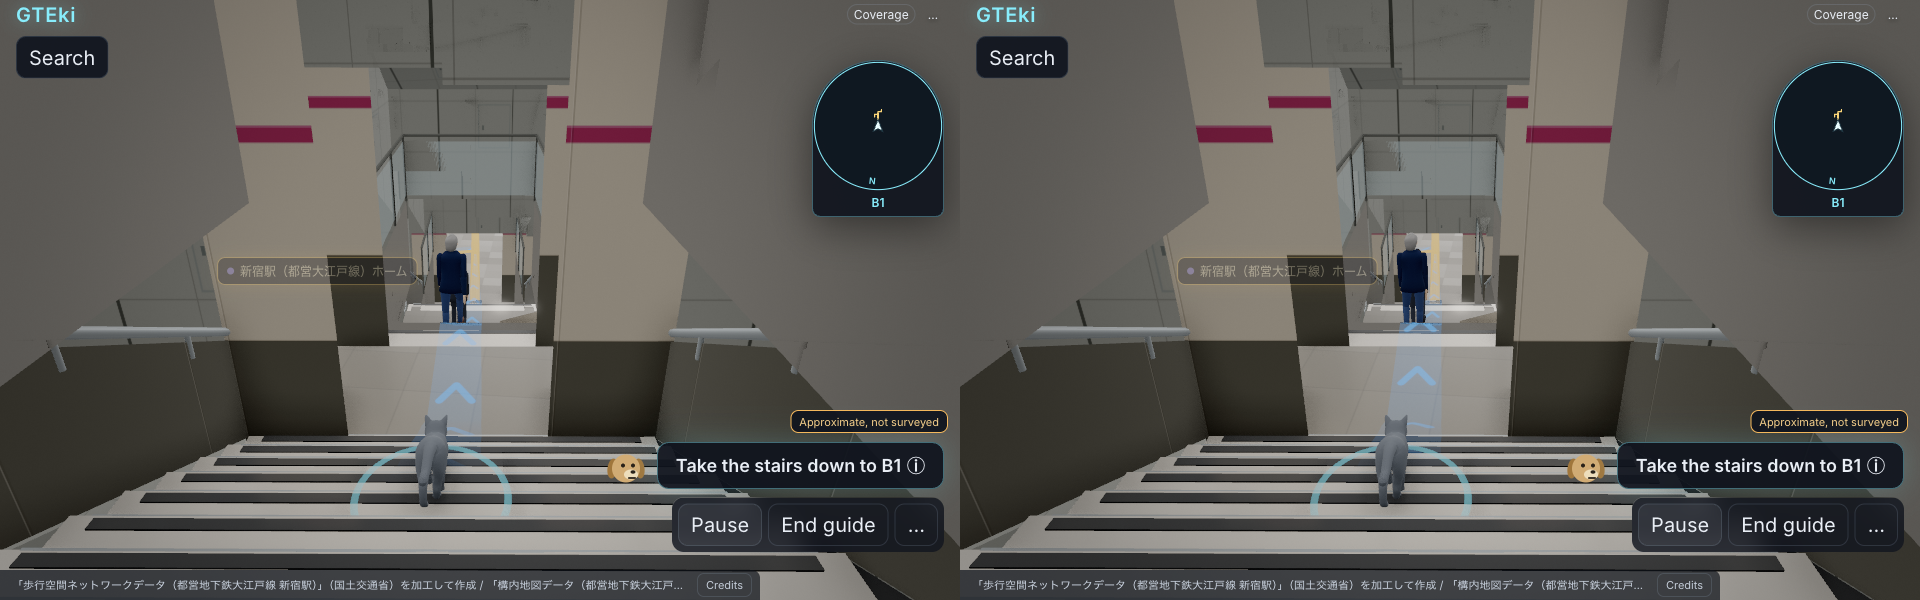 GTEki
Coverage
...
Search
N
B1
新宿駅（都営大江戸線）ホーム
Approximate, not surveyed
Take the stairs down to B1 ⓘ
Pause
End guide
...
「歩行空間ネットワークデータ（都営地下鉄大江戸線 新宿駅）」（国土交通省）を加工して作成 / 「構内地図データ（都営地下鉄大江戸...
Credits
GTEki
Coverage
...
Search
N
B1
新宿駅（都営大江戸線）ホーム
Approximate, not surveyed
Take the stairs down to B1 ⓘ
Pause
End guide
...
「歩行空間ネットワークデータ（都営地下鉄大江戸線 新宿駅）」（国土交通省）を加工して作成 / 「構内地図データ（都営地下鉄大江戸...
Credits